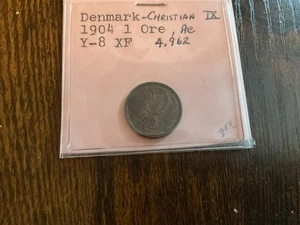 Denmark-CHRISTIAN IX
1904 1 Ore, Ae
Y-8 XF 4,962